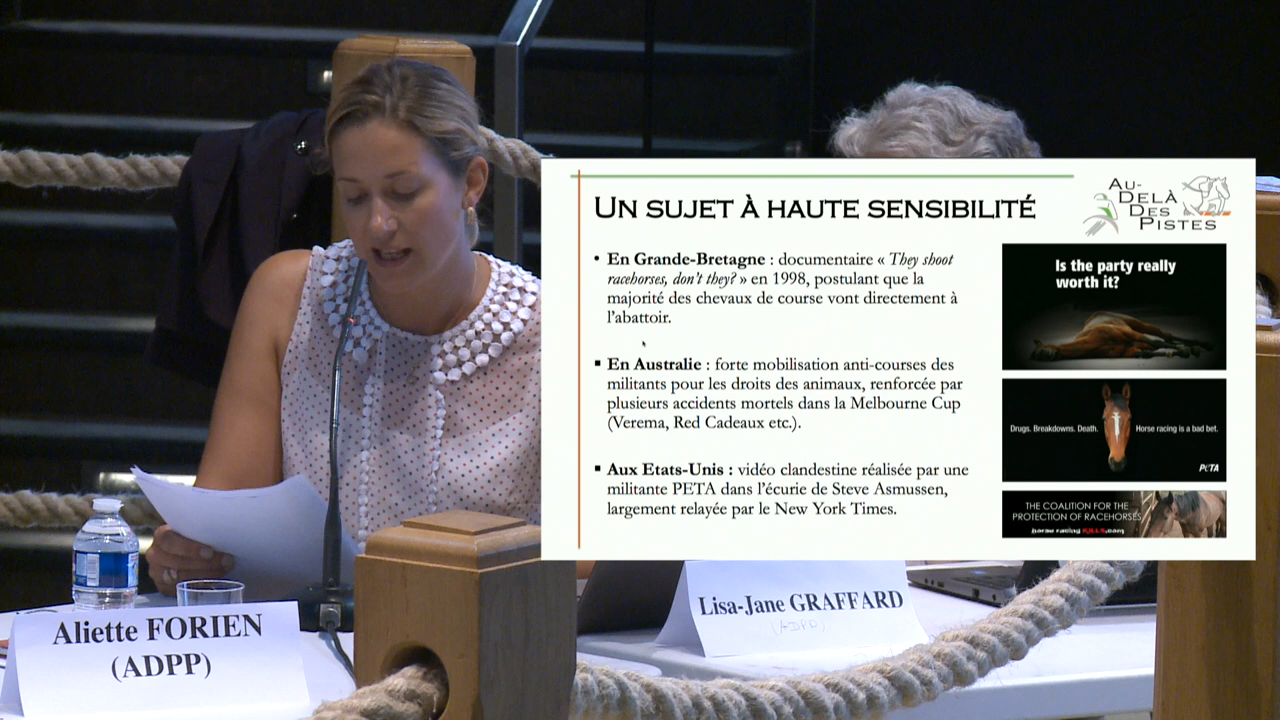 UN SUJET À HAUTE SENSIBILITÉ
AU-
DELÀ
DES
PISTES
• En Grande-Bretagne : documentaire « They shoot
racehorses, don't they? » en 1998, postulant que la
majorité des chevaux de course vont directement à
l'abattoir.
▪ En Australie : forte mobilisation anti-courses des
militants pour les droits des animaux, renforcée par
plusieurs accidents mortels dans la Melbourne Cup
(Verema, Red Cadeaux etc.).
▪ Aux Etats-Unis : vidéo clandestine réalisée par une
militante PETA dans l'écurie de Steve Asmussen,
largement relayée par le New York Times.
Is the party really
worth it?
Drugs. Breakdowns. Death. Horse racing is a bad bet.
PETA
THE COALITION FOR THE
PROTECTION OF RACEHORSES
horse racing KILLS.com
Aliette FORIEN
(ADPP)
Lisa-Jane GRAFFARD
(ADPP)